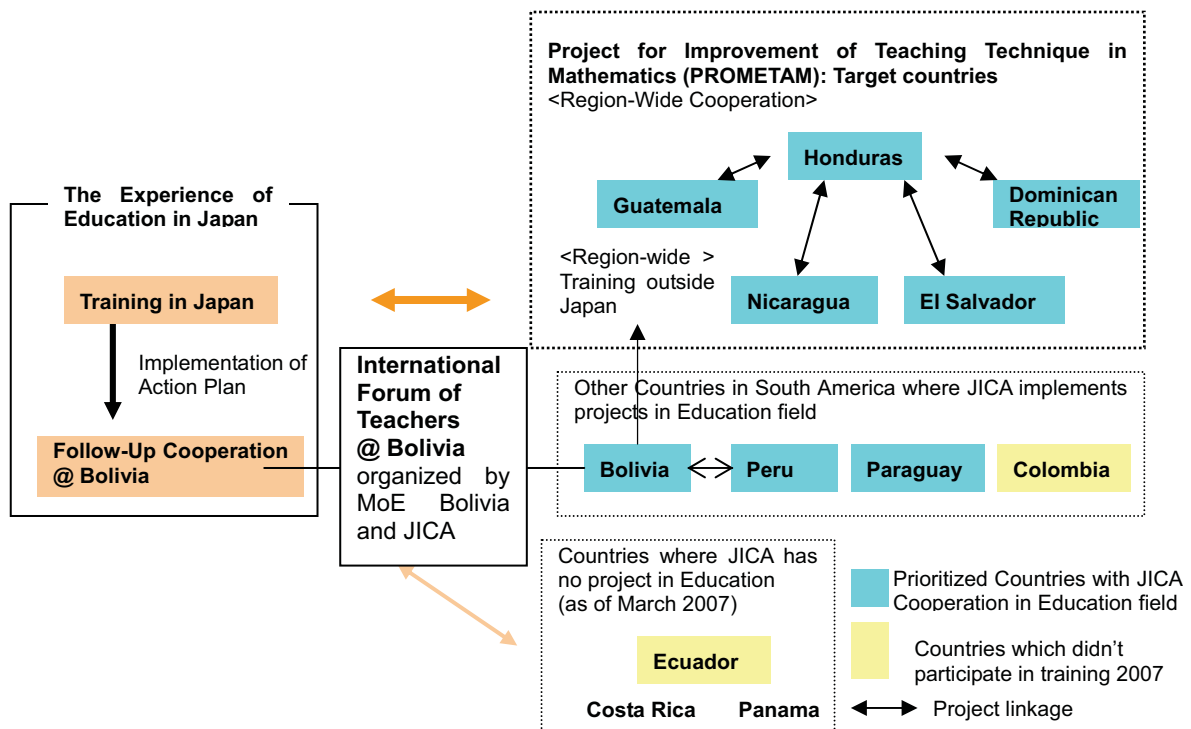 Project for Improvement of Teaching Technique in
Mathematics (PROMETAM): Target countries
<Region-Wide Cooperation>
Honduras
Guatemala
Dominican
Republic
<Region-wide >
Training outside
Japan
Nicaragua
El Salvador
The Experience of
Education in Japan
Training in Japan
Implementation of
Action Plan
Follow-Up Cooperation
@ Bolivia
International
Forum of
Teachers
@ Bolivia
organized by
MoE Bolivia
and JICA
Other Countries in South America where JICA implements
projects in Education field
Bolivia
Peru
Paraguay
Colombia
Countries where JICA has
no project in Education
(as of March 2007)
Ecuador
Costa Rica
Panama
Prioritized Countries with JICA
Cooperation in Education field
Countries which didn't
participate in training 2007
Project linkage